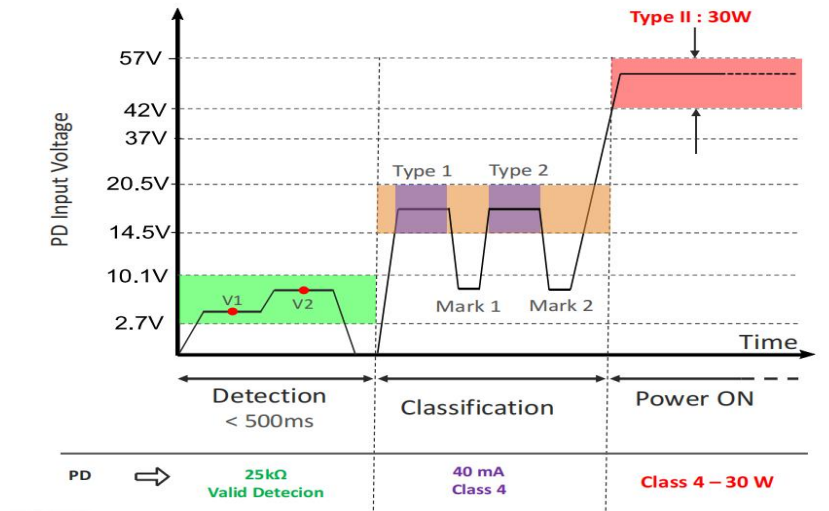 Type II : 30W
57V
42V
37V
20.5V
14.5V
10.1V
2.7V
PD Input Voltage
Type 1
Type 2
V1
V2
Mark 1
Mark 2
Time
Detection
< 500ms
Classification
Power ON
PD
25kΩ
Valid Detecion
40 mA
Class 4
Class 4 – 30 W